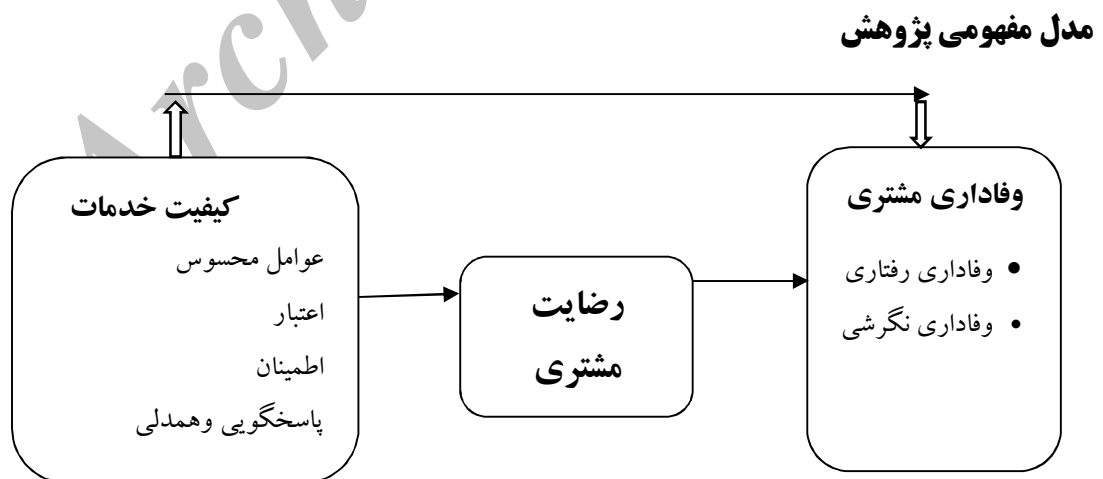 مدل مفهومی پژوهش
وفاداری مشتری
• وفاداری رفتاری
• وفاداری نگرشی
رضایت
مشتری
کیفیت خدمات
عوامل محسوس
اعتبار
اطمینان
پاسخگویی وهمدلی